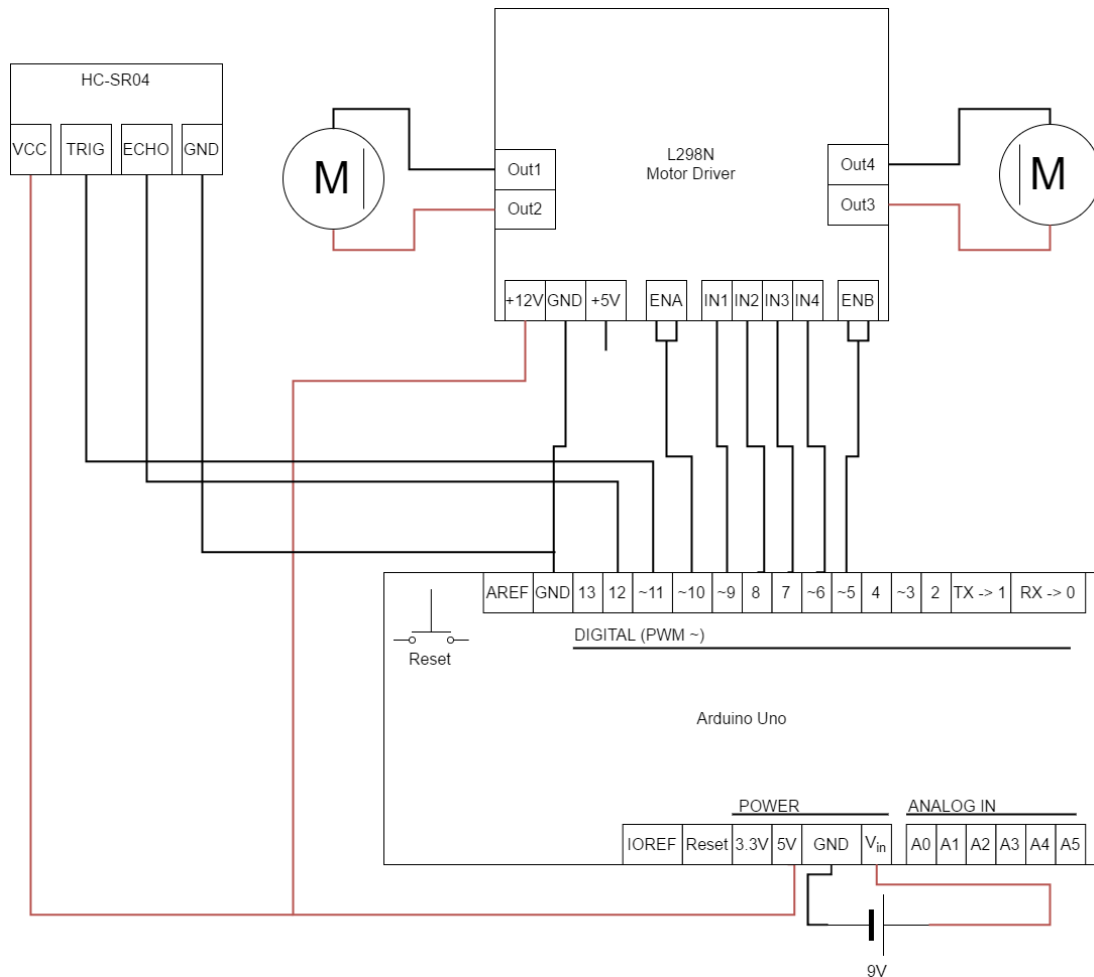 HC-SR04
VCC TRIG ECHO GND
M
L298N
Motor Driver
Out1
Out2
Out4
Out3
M
+12V GND +5V ENA IN1 IN2 IN3 IN4 ENB
AREF GND 13 12 ~11 ~10 ~9 8 7 ~6 ~5 4 ~3 2 TX -> 1 RX -> 0
DIGITAL (PWM ~)
Reset
Arduino Uno
POWER ANALOG IN
IOREF Reset 3.3V 5V GND Vin A0 A1 A2 A3 A4 A5
9V